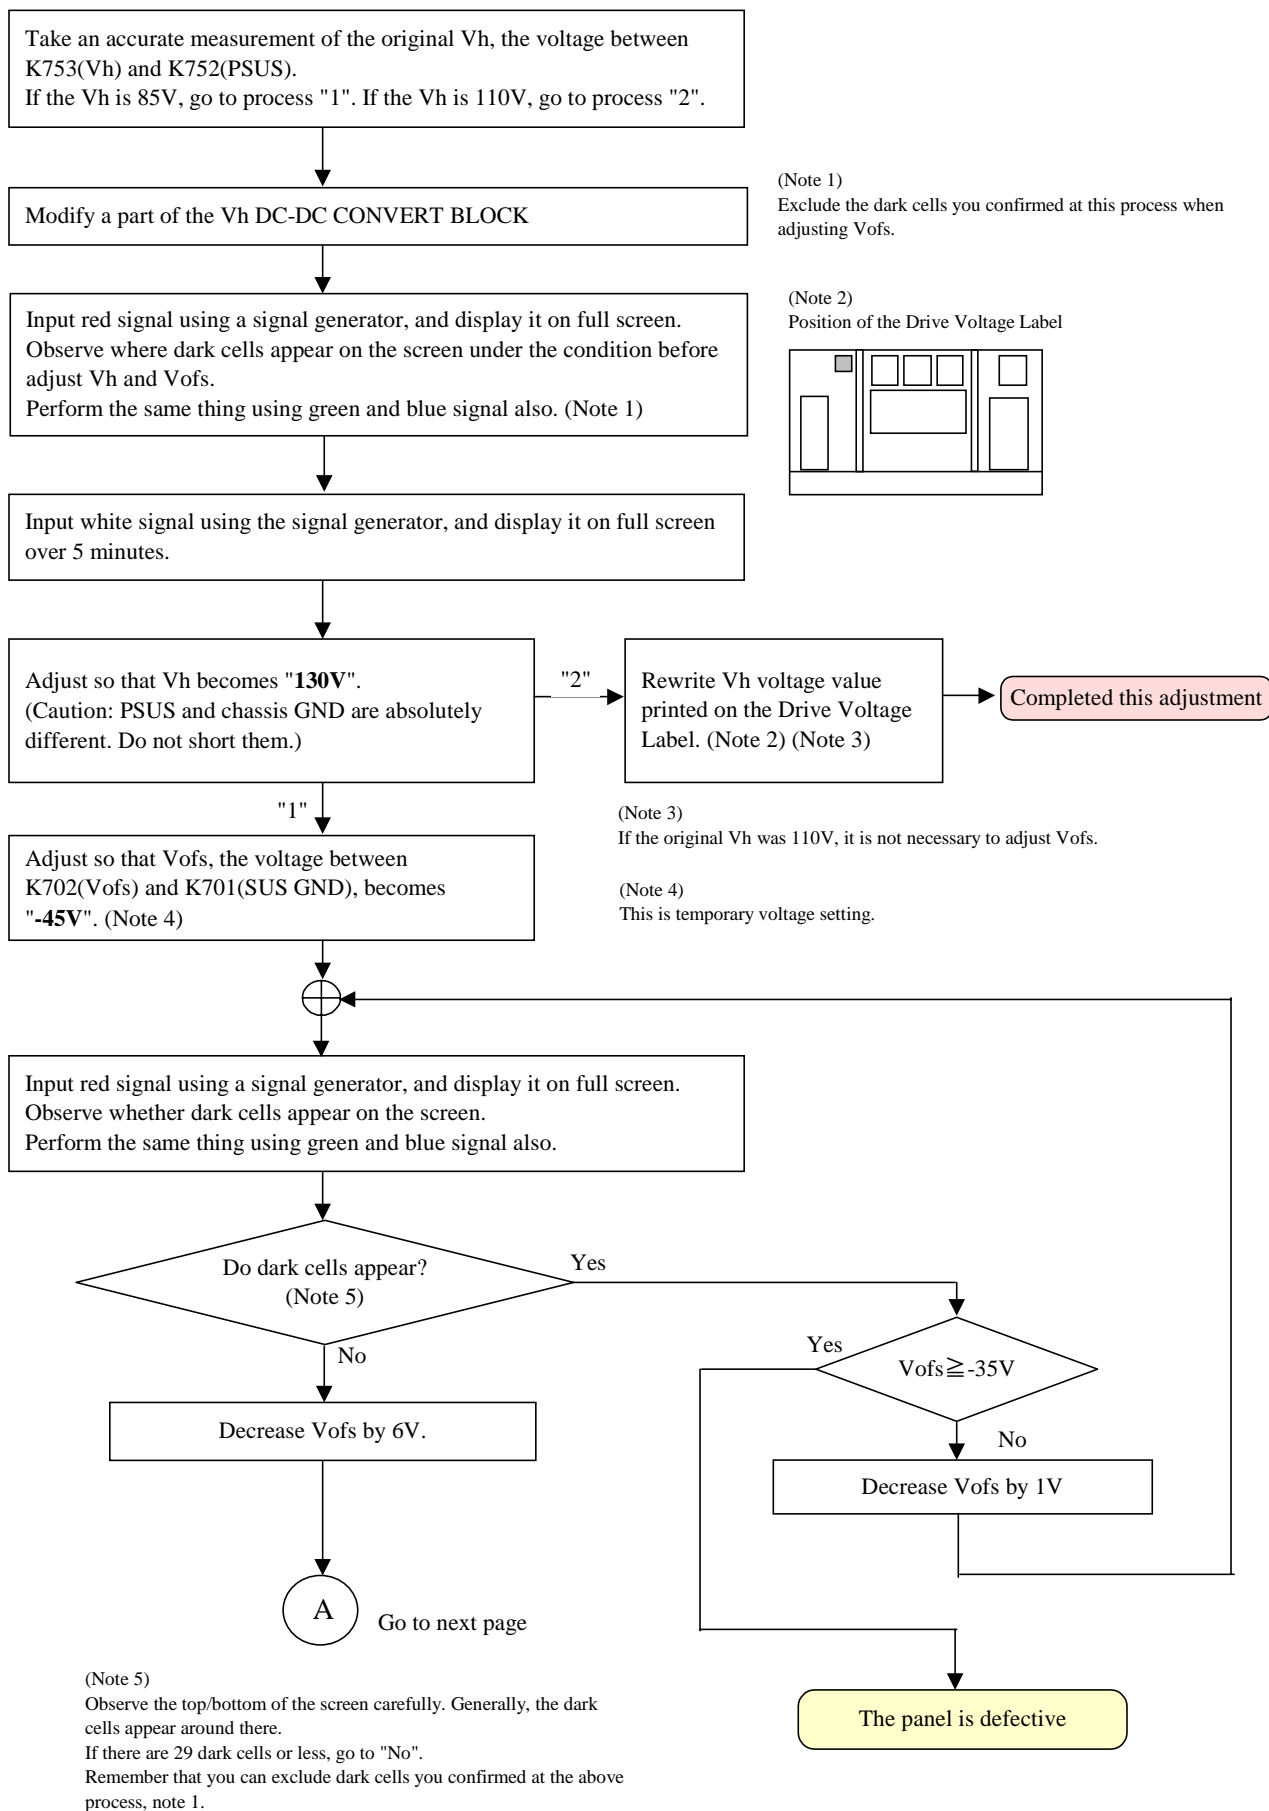 Take an accurate measurement of the original Vh, the voltage between
K753(Vh) and K752(PSUS).
If the Vh is 85V, go to process "1". If the Vh is 110V, go to process "2".
Modify a part of the Vh DC-DC CONVERT BLOCK
(Note 1)
Exclude the dark cells you confirmed at this process when
adjusting Vofs.
Input red signal using a signal generator, and display it on full screen.
Observe where dark cells appear on the screen under the condition before
adjust Vh and Vofs.
Perform the same thing using green and blue signal also. (Note 1)
(Note 2)
Position of the Drive Voltage Label
Input white signal using the signal generator, and display it on full screen
over 5 minutes.
Adjust so that Vh becomes "130V".
(Caution: PSUS and chassis GND are absolutely
different. Do not short them.)
"2"
Rewrite Vh voltage value
printed on the Drive Voltage
Label. (Note 2) (Note 3)
Completed this adjustment
"1"
(Note 3)
If the original Vh was 110V, it is not necessary to adjust Vofs.
Adjust so that Vofs, the voltage between
K702(Vofs) and K701(SUS GND), becomes
"-45V". (Note 4)
(Note 4)
This is temporary voltage setting.
Input red signal using a signal generator, and display it on full screen.
Observe whether dark cells appear on the screen.
Perform the same thing using green and blue signal also.
Do dark cells appear?
(Note 5)
Yes
No
Yes
Vofs≧-35V
No
Decrease Vofs by 6V.
Decrease Vofs by 1V
A
Go to next page
(Note 5)
Observe the top/bottom of the screen carefully. Generally, the dark
cells appear around there.
If there are 29 dark cells or less, go to "No".
Remember that you can exclude dark cells you confirmed at the above
process, note 1.
The panel is defective